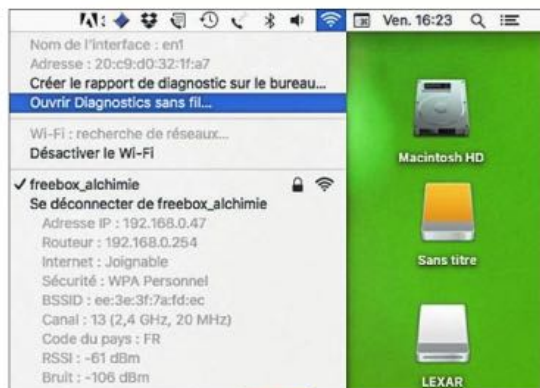 Ven. 16:23
Nom de l'interface : en1
Adresse : 20:c9:d0:32:1f:a7
Créer le rapport de diagnostic sur le bureau...
Ouvrir Diagnostics sans fil...
Wi-Fi : recherche de réseaux...
Désactiver le Wi-Fi
✓ freebox_alchimie
Se déconnecter de freebox_alchimie
Adresse IP : 192.168.0.47
Routeur : 192.168.0.254
Internet : Joignable
Sécurité : WPA Personnel
BSSID : ee:3e:3f:7a:fd:ec
Canal : 13 (2,4 GHz, 20 MHz)
Code du pays : FR
RSSI : -61 dBm
Bruit : -106 dBm
Macintosh HD
Sans titre
LEXAR